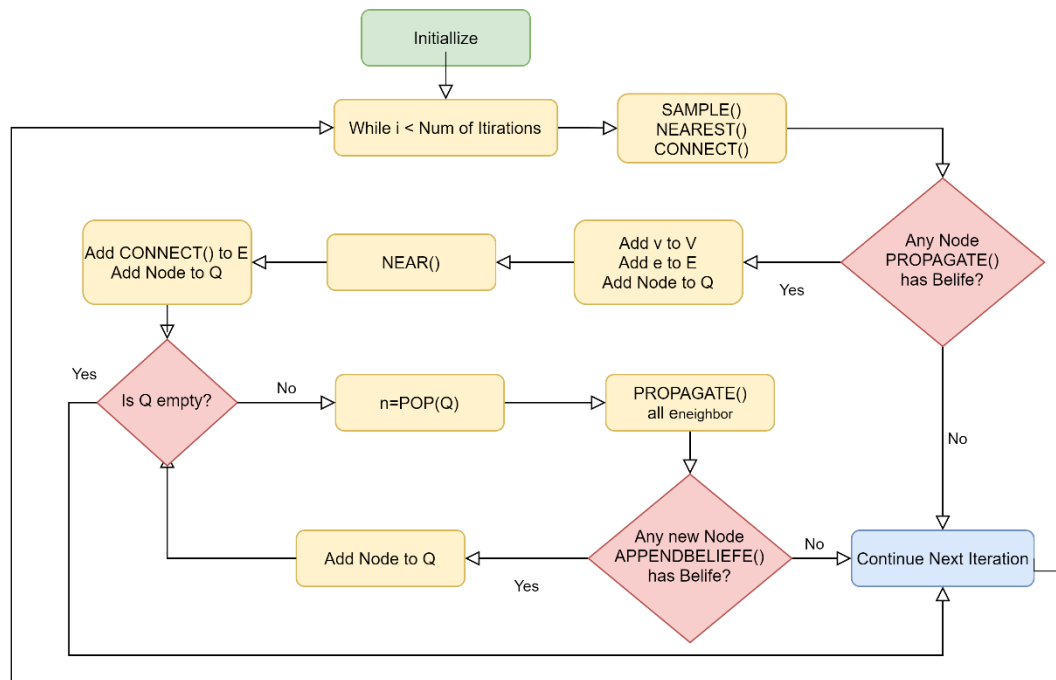 Initiallize
While i < Num of Itirations
SAMPLE()
NEAREST()
CONNECT()
Any Node
PROPAGATE()
has Belife?
Yes
Add v to V
Add e to E
Add Node to Q
NEAR()
Add CONNECT() to E
Add Node to Q
Is Q empty?
Yes
No
n=POP(Q)
PROPAGATE()
all eneighbor
Any new Node
APPENDBELIEFE()
has Belife?
Yes
Add Node to Q
No
No
Continue Next Iteration